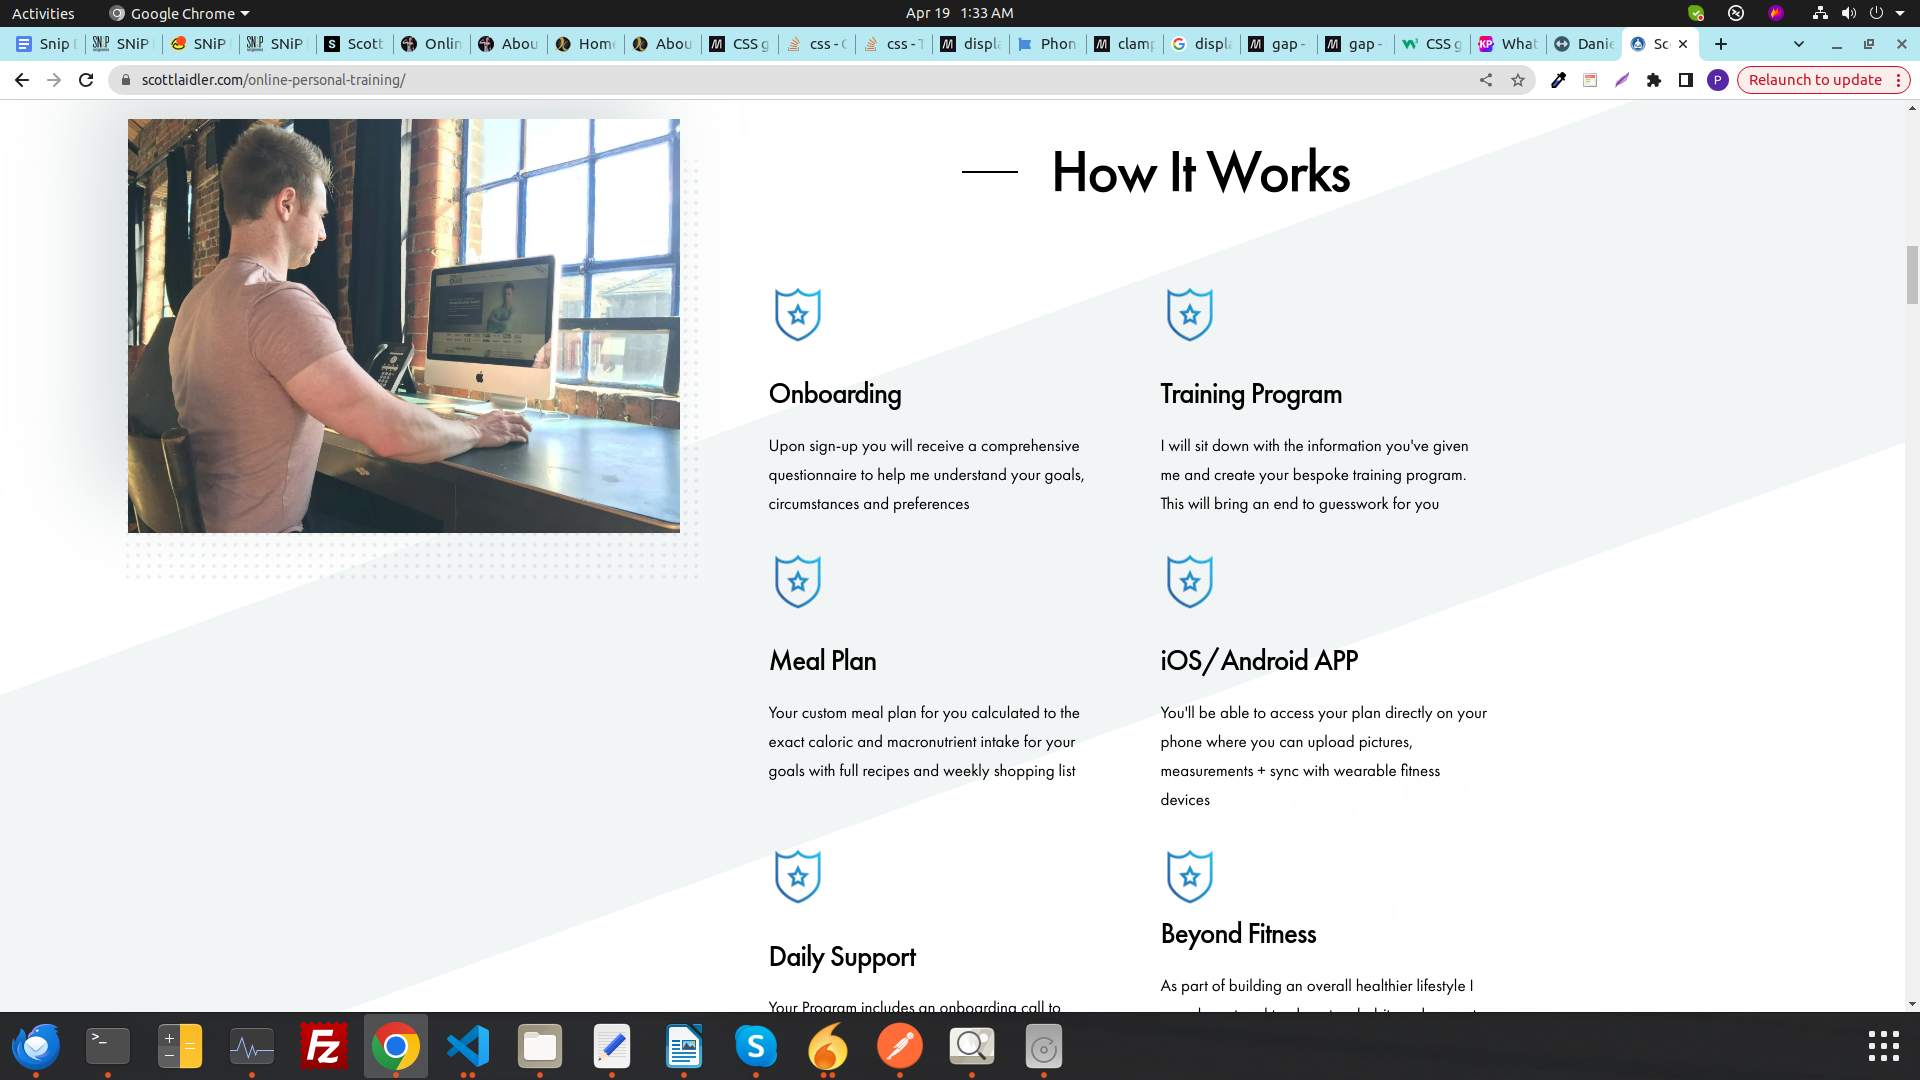 Activities
Google Chrome
Apr 19 1:33 AM
Snip
SNiP
SNiP
SNiP
Scott
Onlin
Abou
Home
Abou
CSS g
css -
css - T
displa
Phon
clamp
displa
gap -
gap -
CSS g
What
Danie
Sc
scottlaidler.com/online-personal-training/
P
Relaunch to update
How It Works
Onboarding
Upon sign-up you will receive a comprehensive
questionnaire to help me understand your goals,
circumstances and preferences
Training Program
I will sit down with the information you've given
me and create your bespoke training program.
This will bring an end to guesswork for you
Meal Plan
Your custom meal plan for you calculated to the
exact caloric and macronutrient intake for your
goals with full recipes and weekly shopping list
iOS/Android APP
You'll be able to access your plan directly on your
phone where you can upload pictures,
measurements + sync with wearable fitness
devices
Daily Support
Your Program includes an onboarding call to
Beyond Fitness
As part of building an overall healthier lifestyle I